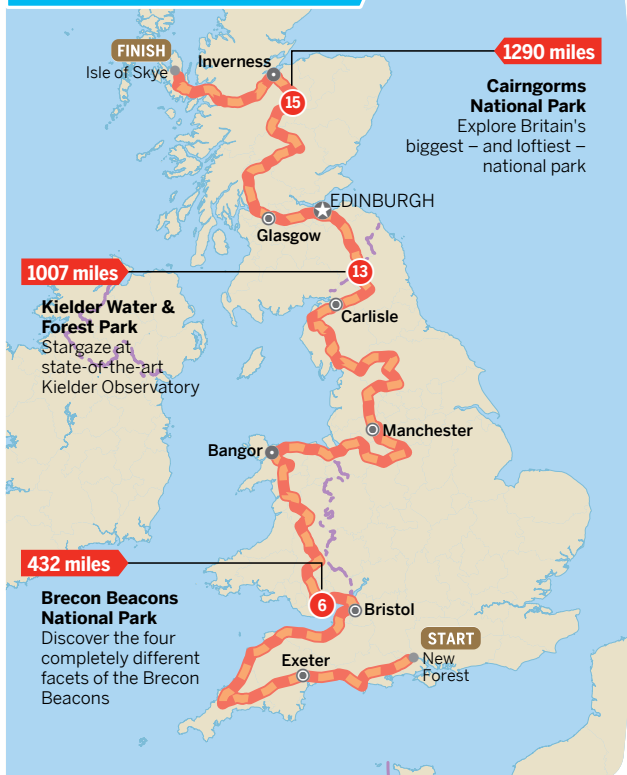 FINISH
Isle of Skye
Inverness
15
1290 miles
Cairngorms
National Park
Explore Britain's
biggest – and loftiest –
national park
EDINBURGH
Glasgow
1007 miles
13
Kielder Water &
Forest Park
Stargaze at
state-of-the-art
Kielder Observatory
Carlisle
Manchester
Bangor
432 miles
Brecon Beacons
National Park
Discover the four
completely different
facets of the Brecon
Beacons
6
Bristol
START
New
Forest
Exeter